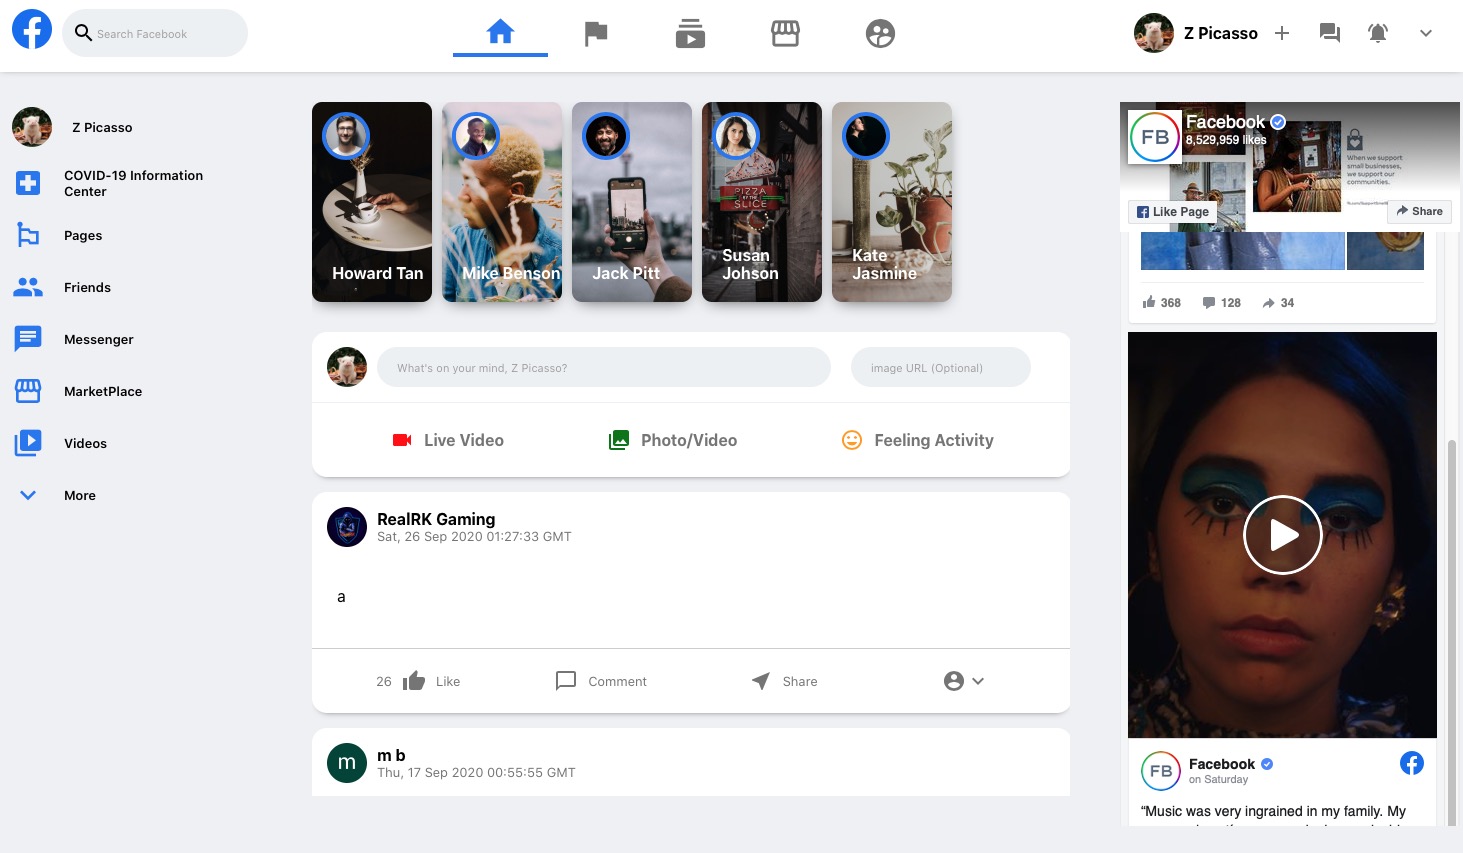 Search Facebook
Z Picasso
Z Picasso
COVID-19 Information
Center
Pages
Friends
Messenger
MarketPlace
Videos
More
Howard Tan
Mike Benson
Jack Pitt
PIZZA
BY THE
SLICE
Susan
Johson
Kate
Jasmine
What's on your mind, Z Picasso?
image URL (Optional)
Live Video
Photo/Video
Feeling Activity
RealRK Gaming
Sat, 26 Sep 2020 01:27:33 GMT
a
26 Like
Comment
Share
m
m b
Thu, 17 Sep 2020 00:55:55 GMT
FB
Facebook
8,529,959 likes
When we support
small businesses,
we support our
communities.
Like Page
Share
368
128
34
FB
Facebook
on Saturday
“Music was very ingrained in my family. My